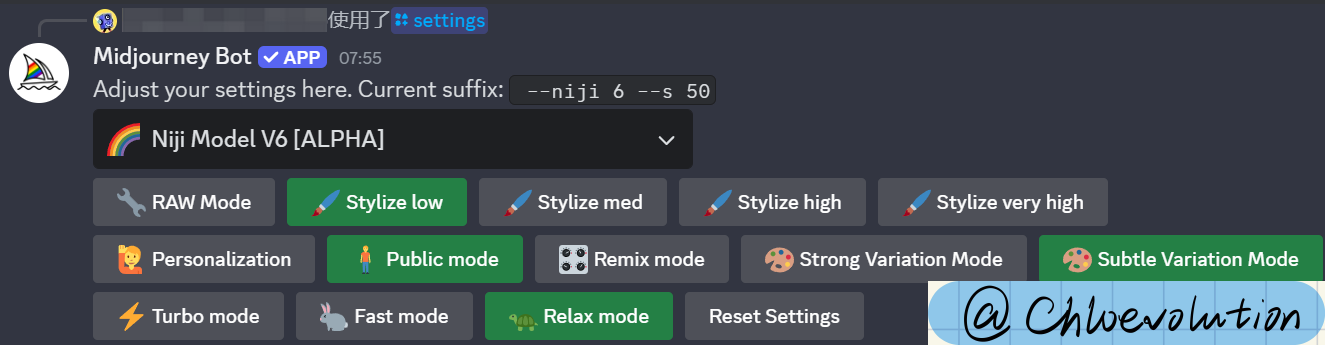 使用了 settings
Midjourney Bot ✓ APP 07:55
Adjust your settings here. Current suffix: --niji 6 --s 50
Niji Model V6 [ALPHA]
RAW Mode Stylize low Stylize med Stylize high Stylize very high
Personalization Public mode Remix mode Strong Variation Mode Subtle Variation Mode
Turbo mode Fast mode Relax mode Reset Settings
@Chloevolution